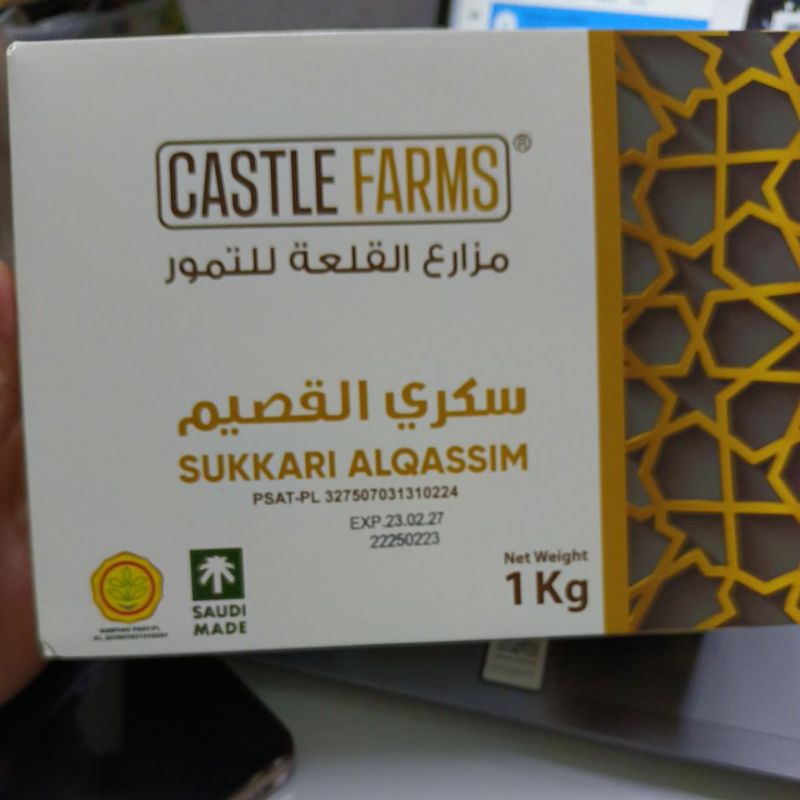 CASTLE FARMS®
مزارع القلعة للتمور
سكري القصيم
SUKKARI ALQASSIM
PSAT-PL 327507031310224
EXP.23.02.27
22250223
Net Weight
1Kg
SAUDI
MADE